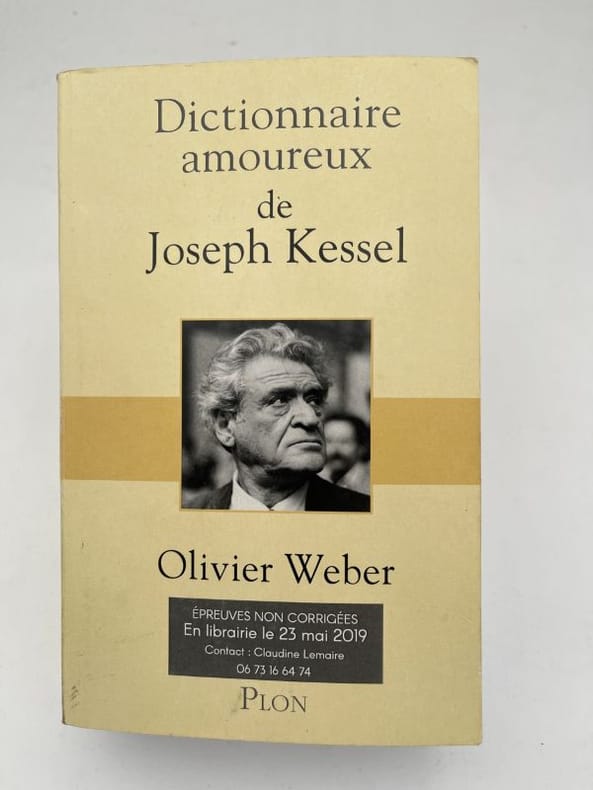 Dictionnaire
amoureux
de
Joseph Kessel
Olivier Weber
ÉPREUVES NON CORRIGÉES
En librairie le 23 mai 2019
Contact : Claudine Lemaire
06 73 16 64 74
PLON